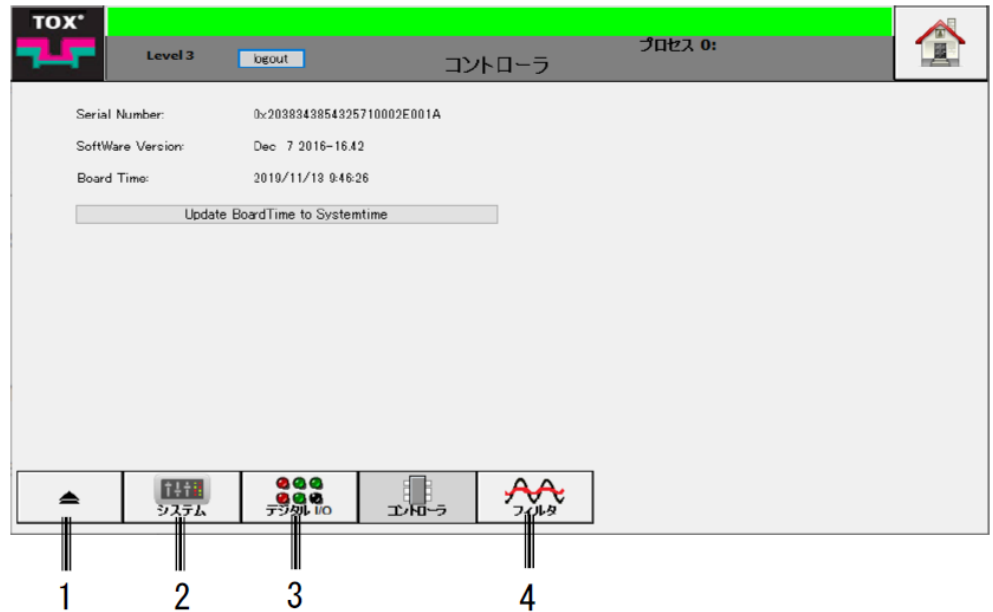 TOX®
Level 3
logout
コントローラ
プロセス 0:
Serial Number: 0x2038343854325710002E001A
SoftWare Version: Dec 7 2016-16.42
Board Time: 2019/11/13 9:46:26
Update BoardTime to Systemtime
システム
デジタル I/O
コントローラ
フィルタ
1
2
3
4